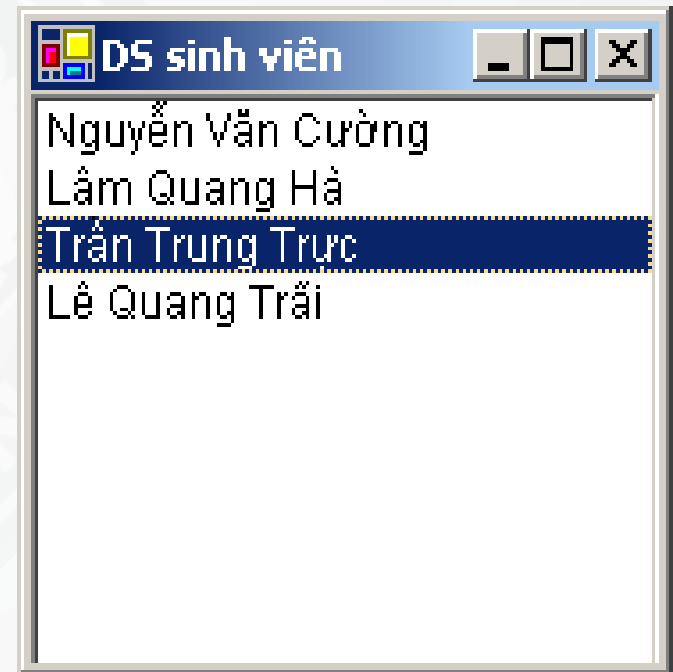 DS sinh viên
Nguyễn Văn Cường
Lâm Quang Hà
Trần Trung Trực
Lê Quang Trãi